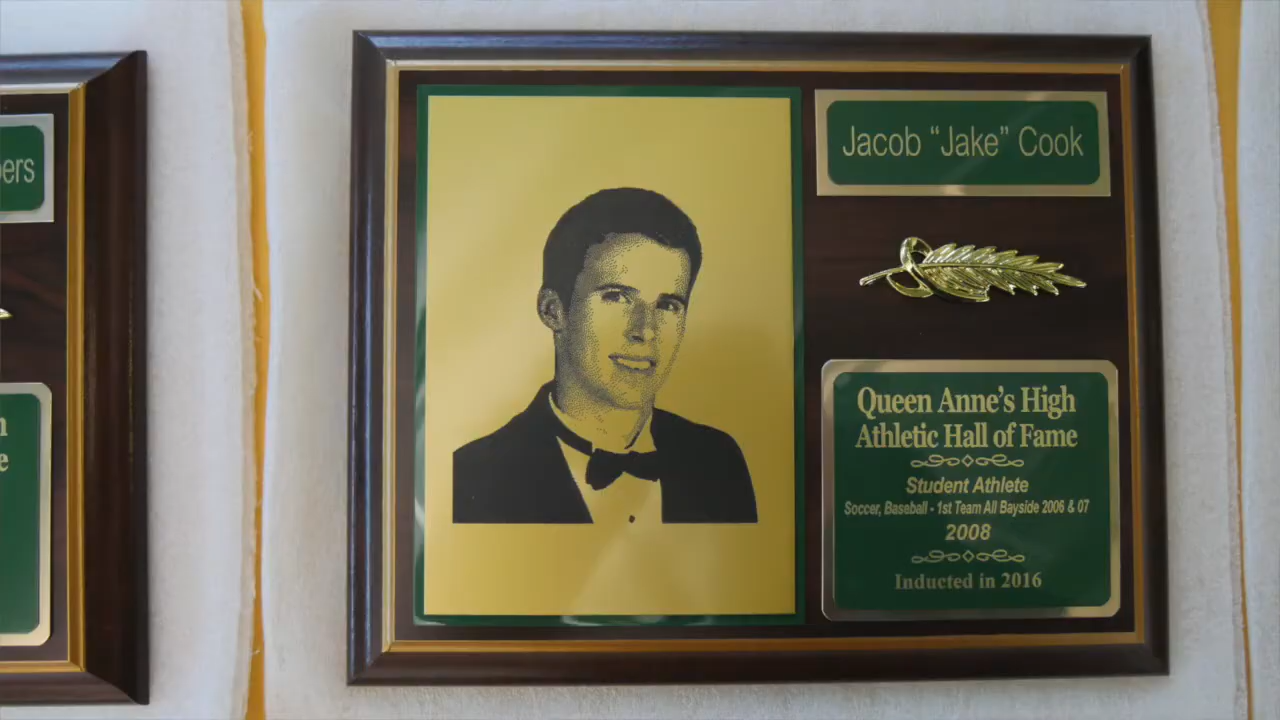 Jacob “Jake” Cook
Queen Anne’s High
Athletic Hall of Fame
Student Athlete
Soccer, Baseball - 1st Team All Bayside 2006 & 07
2008
Inducted in 2016